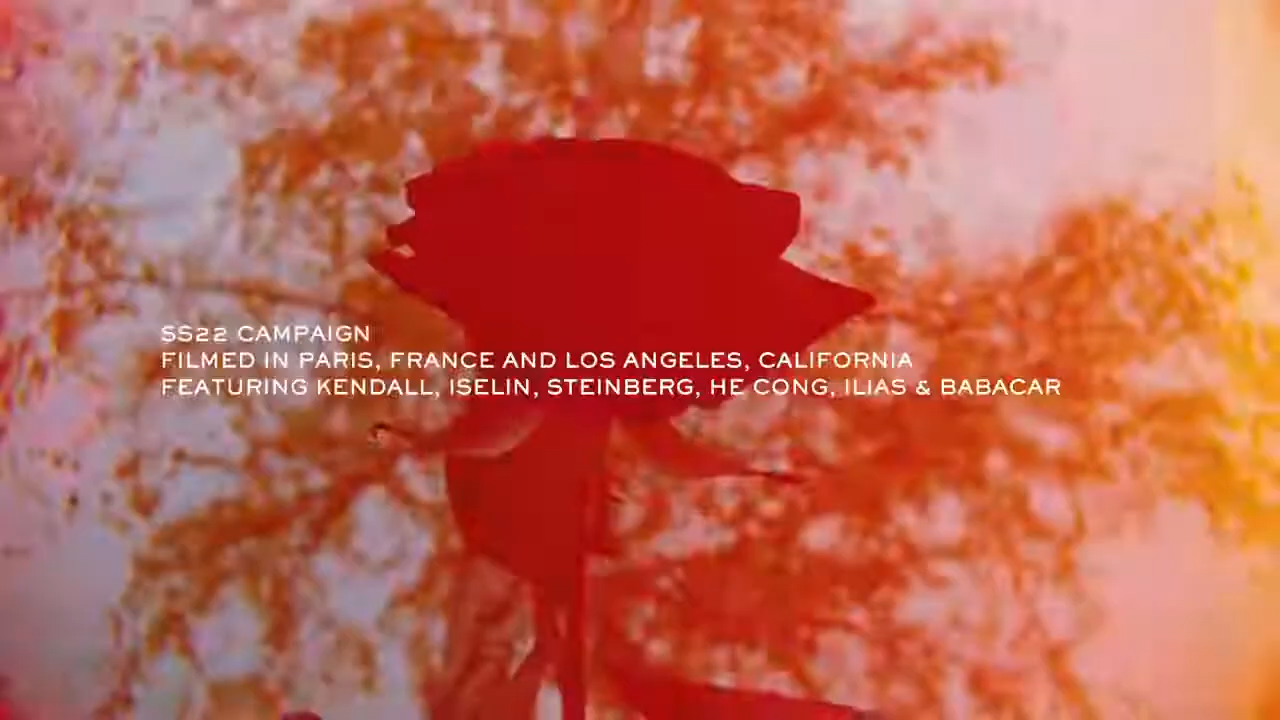 SS22 CAMPAIGN
FILMED IN PARIS, FRANCE AND LOS ANGELES, CALIFORNIA
FEATURING KENDALL, ISELIN, STEINBERG, HE CONG, ILIAS & BABACAR